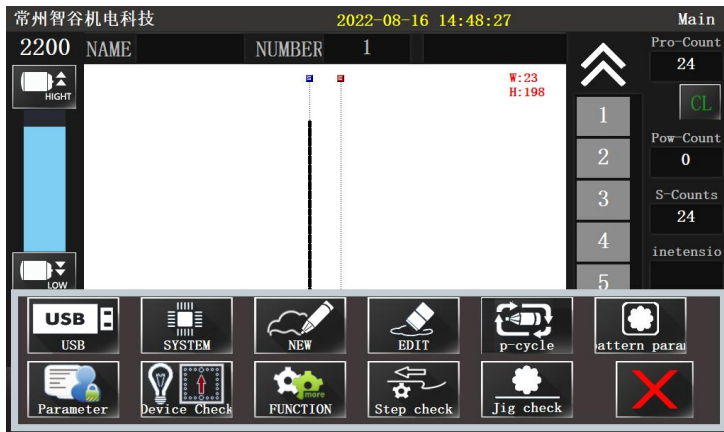 常州智谷机电科技 2022-08-16 14:48:27 Main
2200 NAME NUMBER 1
Pro-Count
24
HIGHT
W:23
H:198
CL
1
Pow-Count
2
0
3
S-Counts
24
4
inetensio
5
LOW
USB
USB
SYSTEM
NEW
EDIT
p-cycle
attern para
Parameter
Device Check
more
FUNCTION
Step check
Jig check